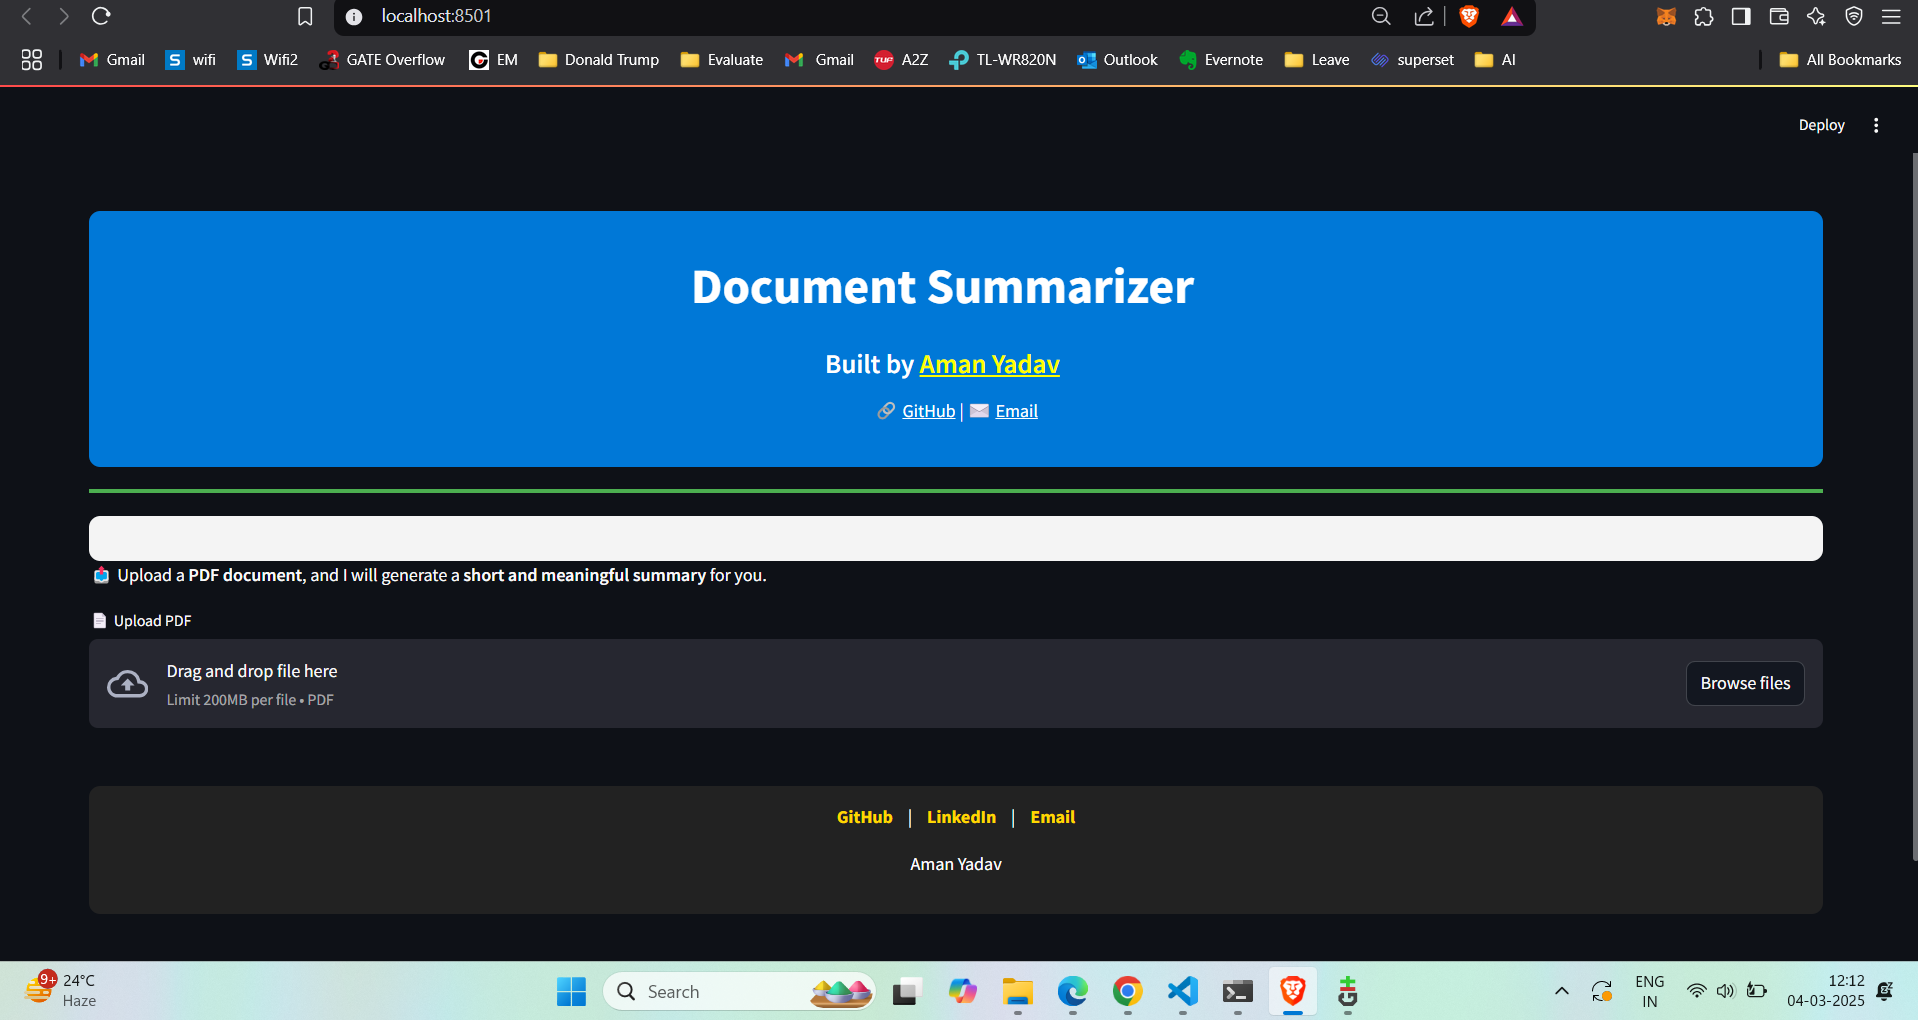 localhost:8501
Gmail wifi Wifi2 GATE Overflow EM Donald Trump Evaluate Gmail A2Z TL-WR820N Outlook Evernote Leave superset AI All Bookmarks
Deploy
Document Summarizer
Built by Aman Yadav
GitHub | Email
Upload a PDF document, and I will generate a short and meaningful summary for you.
Upload PDF
Drag and drop file here
Limit 200MB per file • PDF
Browse files
GitHub | LinkedIn | Email
Aman Yadav
9+
24°C
Haze
Search
ENG
IN
12:12
04-03-2025